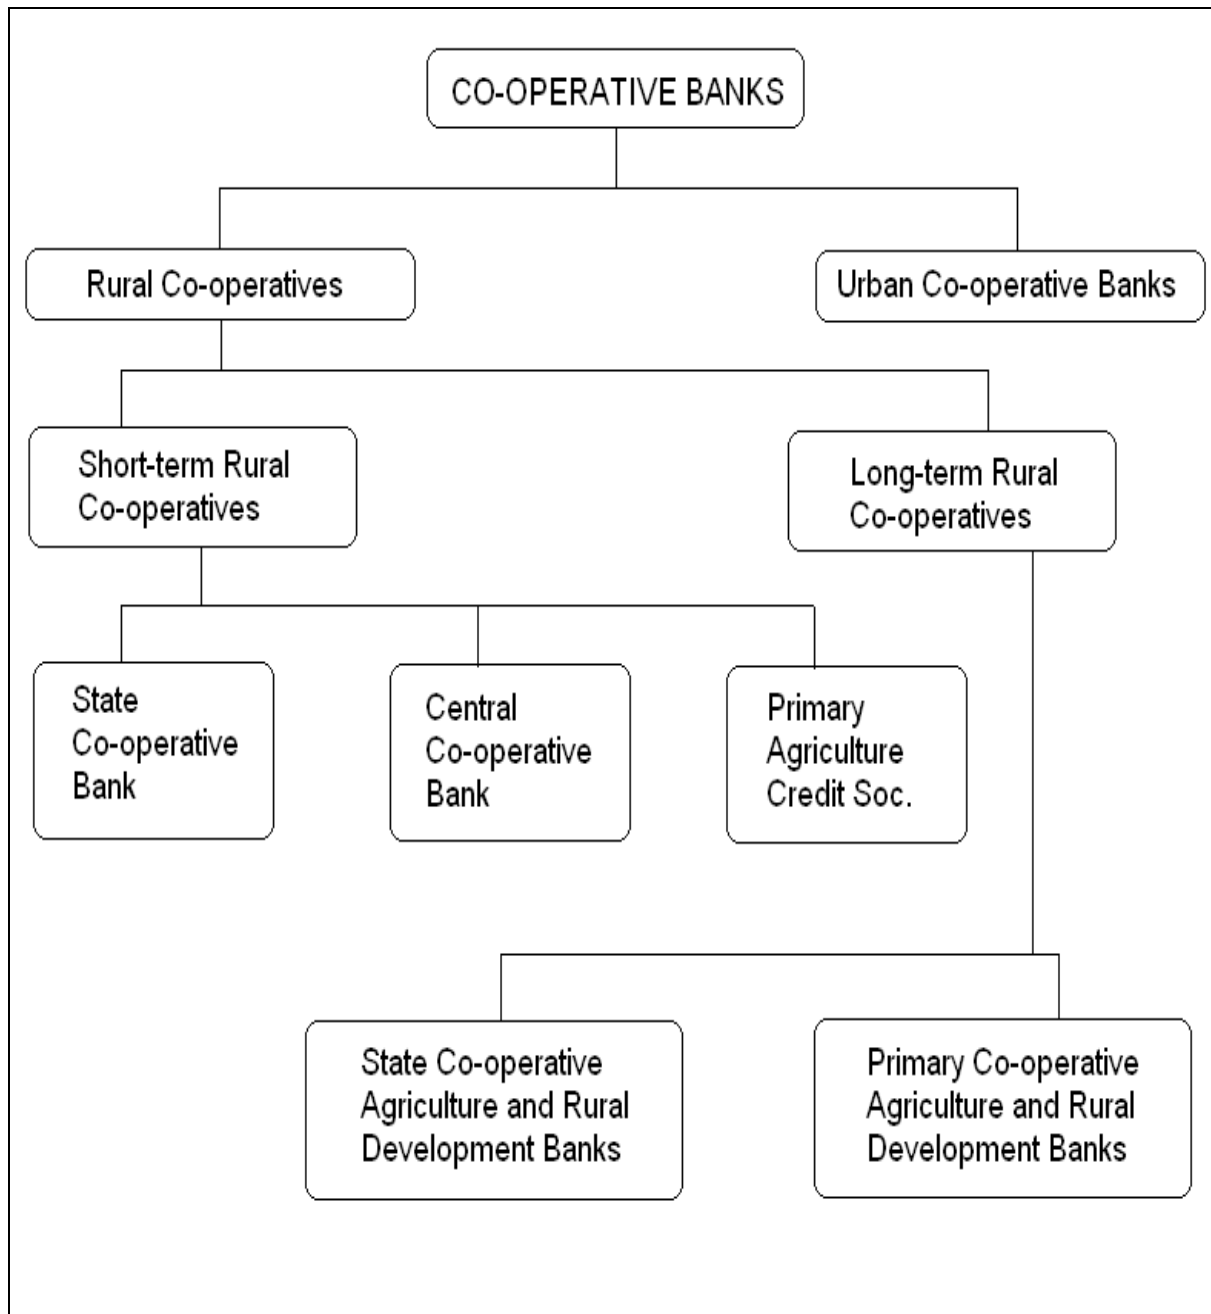 CO-OPERATIVE BANKS
Rural Co-operatives
Urban Co-operative Banks
Short-term Rural
Co-operatives
Long-term Rural
Co-operatives
State
Co-operative
Bank
Central
Co-operative
Bank
Primary
Agriculture
Credit Soc.
State Co-operative
Agriculture and Rural
Development Banks
Primary Co-operative
Agriculture and Rural
Development Banks